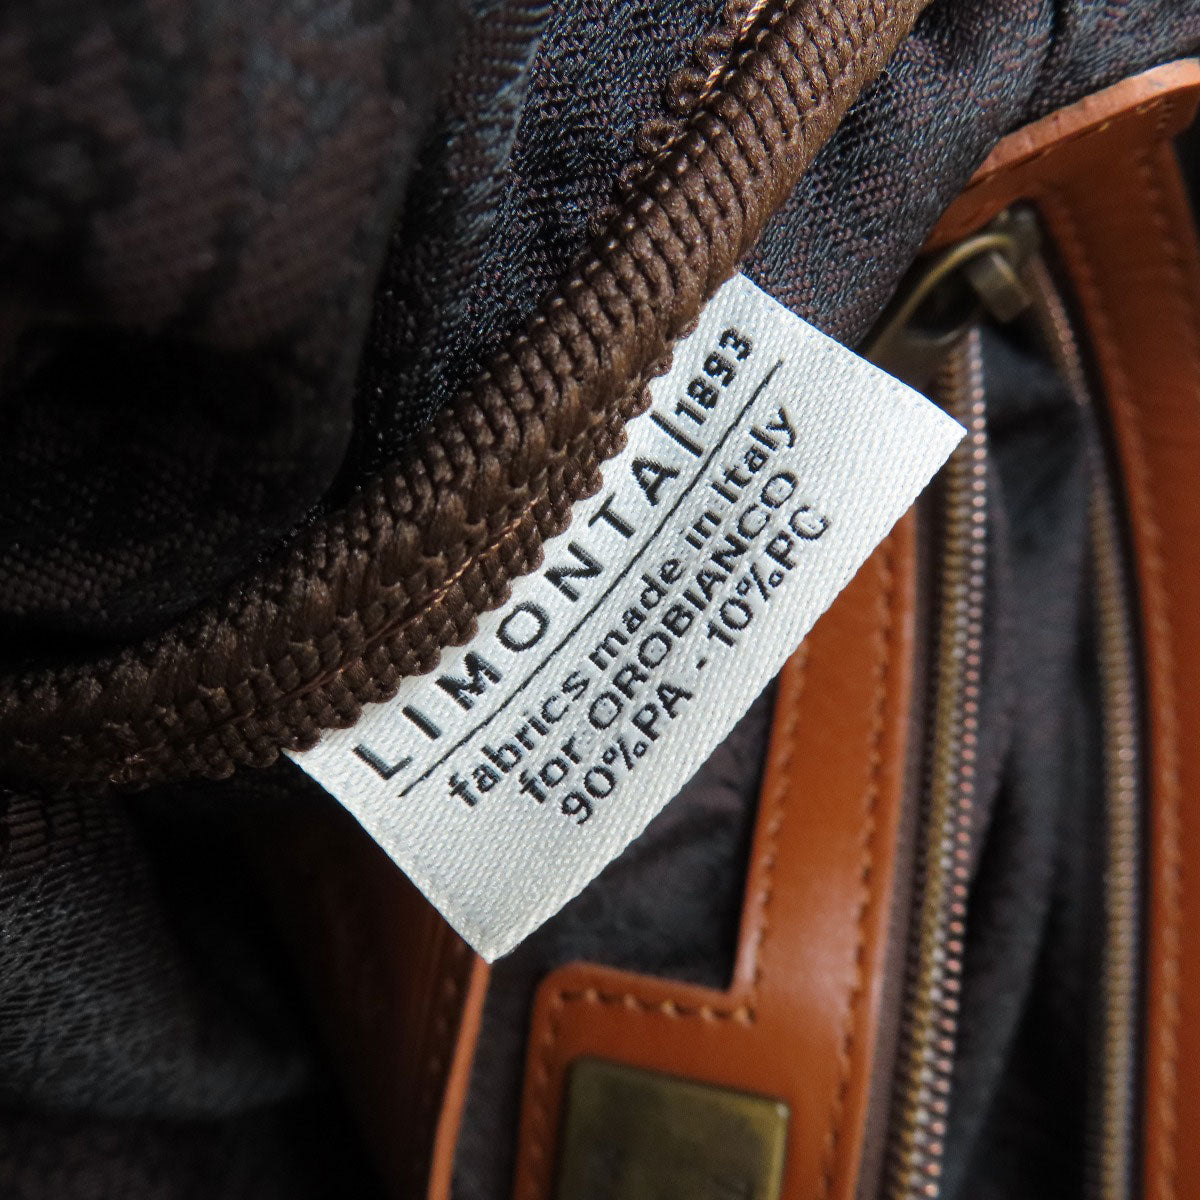 LIMONTA|1893
fabrics made in Italy
for OROBIANCO
90%PA - 10%PC